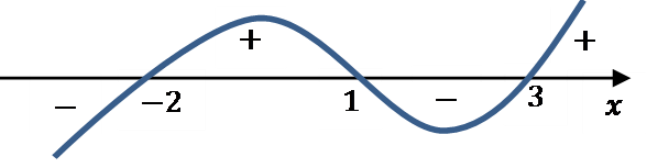 + +
− −2 1 − 3 x